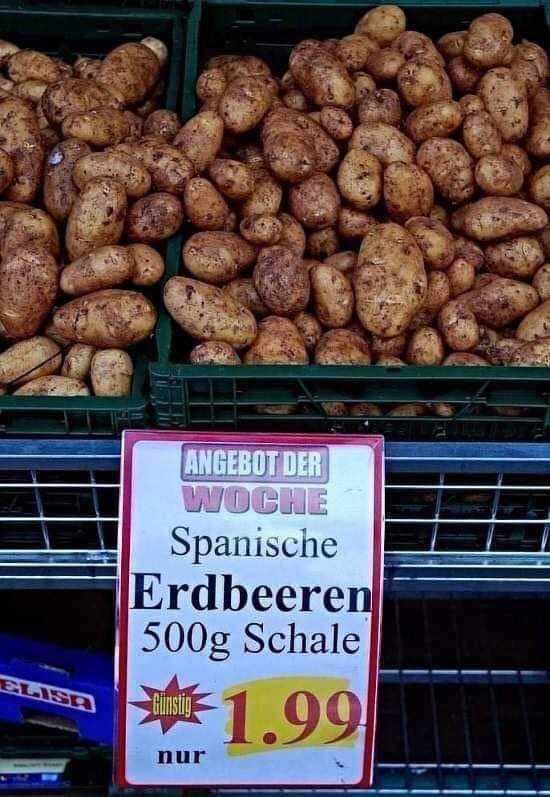 ANGEBOT DER
WOCHE
Spanische
Erdbeeren
500g Schale
Günstig
1.99
nur
ELISA